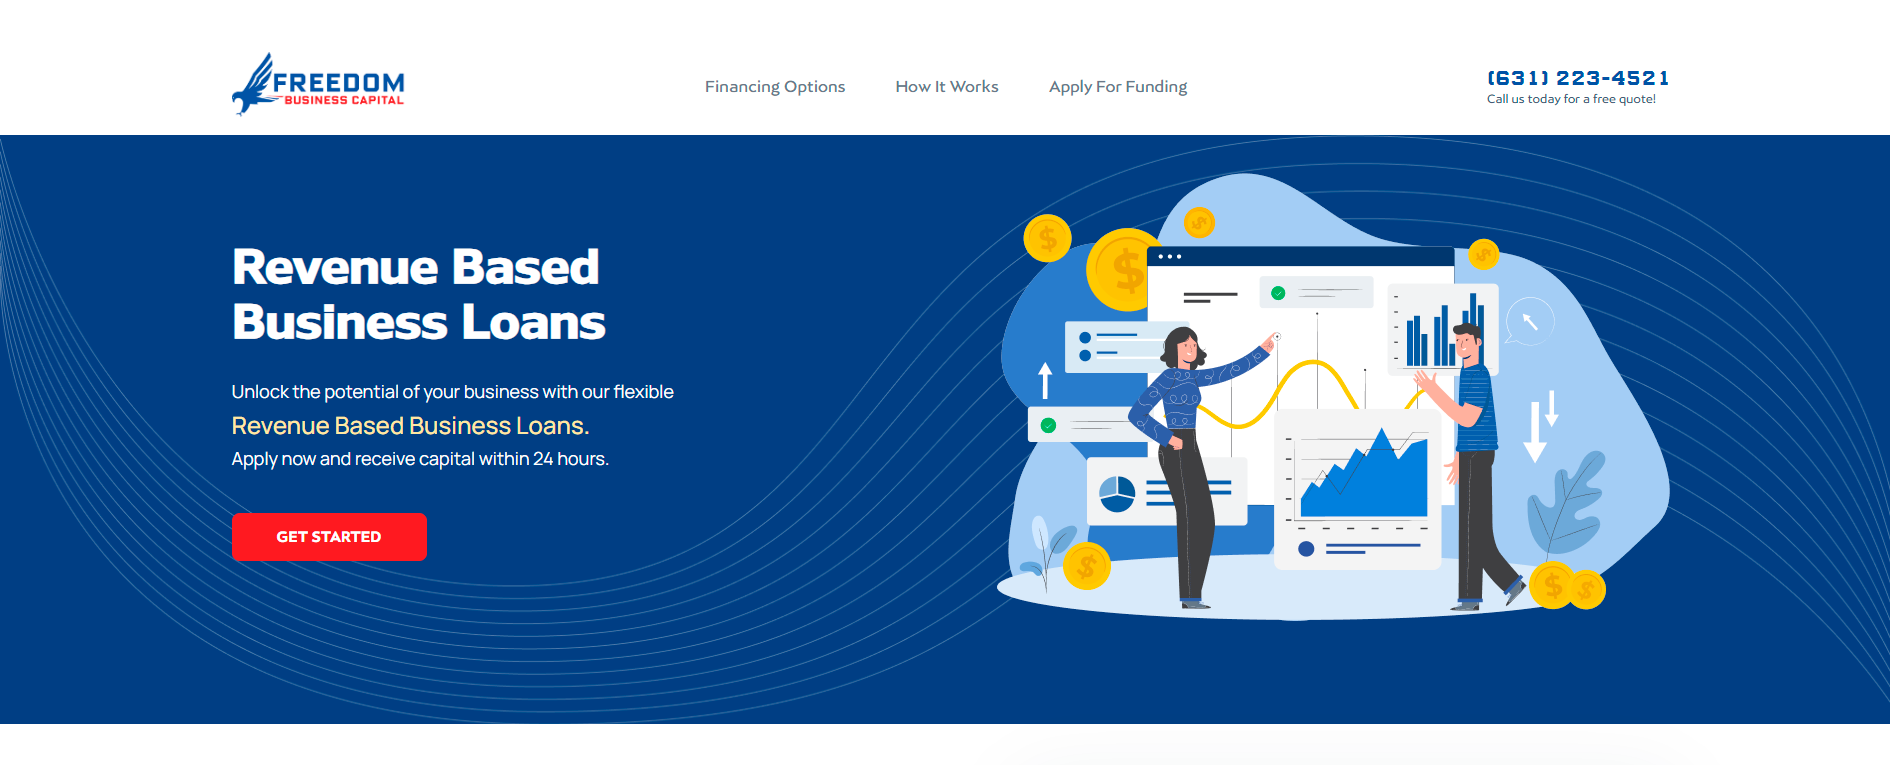 FREEDOM
BUSINESS CAPITAL
Financing Options
How It Works
Apply For Funding
(631) 223-4521
Call us today for a free quote!
Revenue Based
Business Loans
Unlock the potential of your business with our flexible
Revenue Based Business Loans.
Apply now and receive capital within 24 hours.
GET STARTED